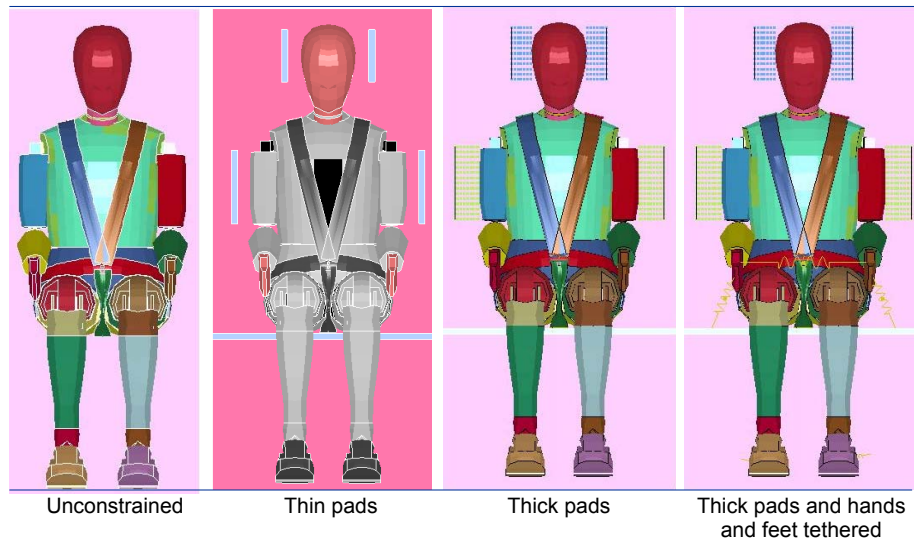 Unconstrained
Thin pads
Thick pads
Thick pads and hands
and feet tethered